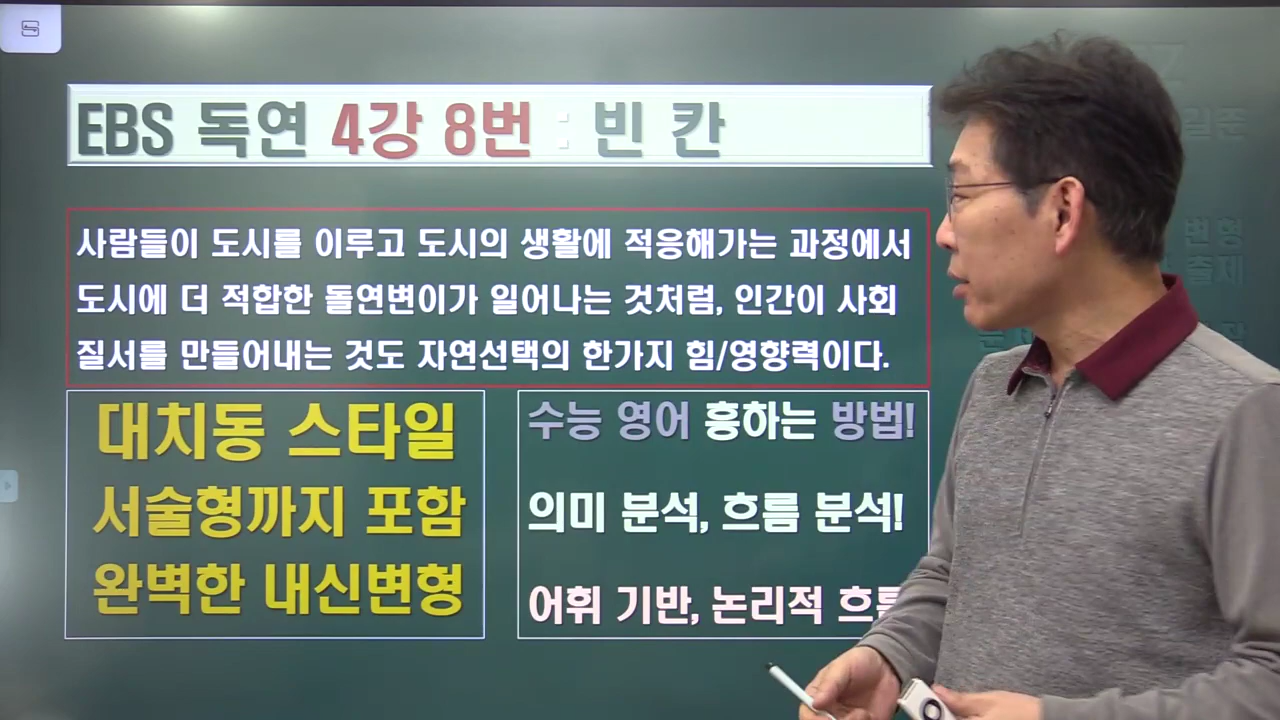 EBS 독연 4강 8번 : 빈 칸
사람들이 도시를 이루고 도시의 생활에 적응해가는 과정에서
도시에 더 적합한 돌연변이가 일어나는 것처럼, 인간이 사회
질서를 만들어내는 것도 자연선택의 한가지 힘/영향력이다.
대치동 스타일
서술형까지 포함
완벽한 내신변형
수능 영어 흥하는 방법!
의미 분석, 흐름 분석!
어휘 기반, 논리적 흐름
길준
변형
출제